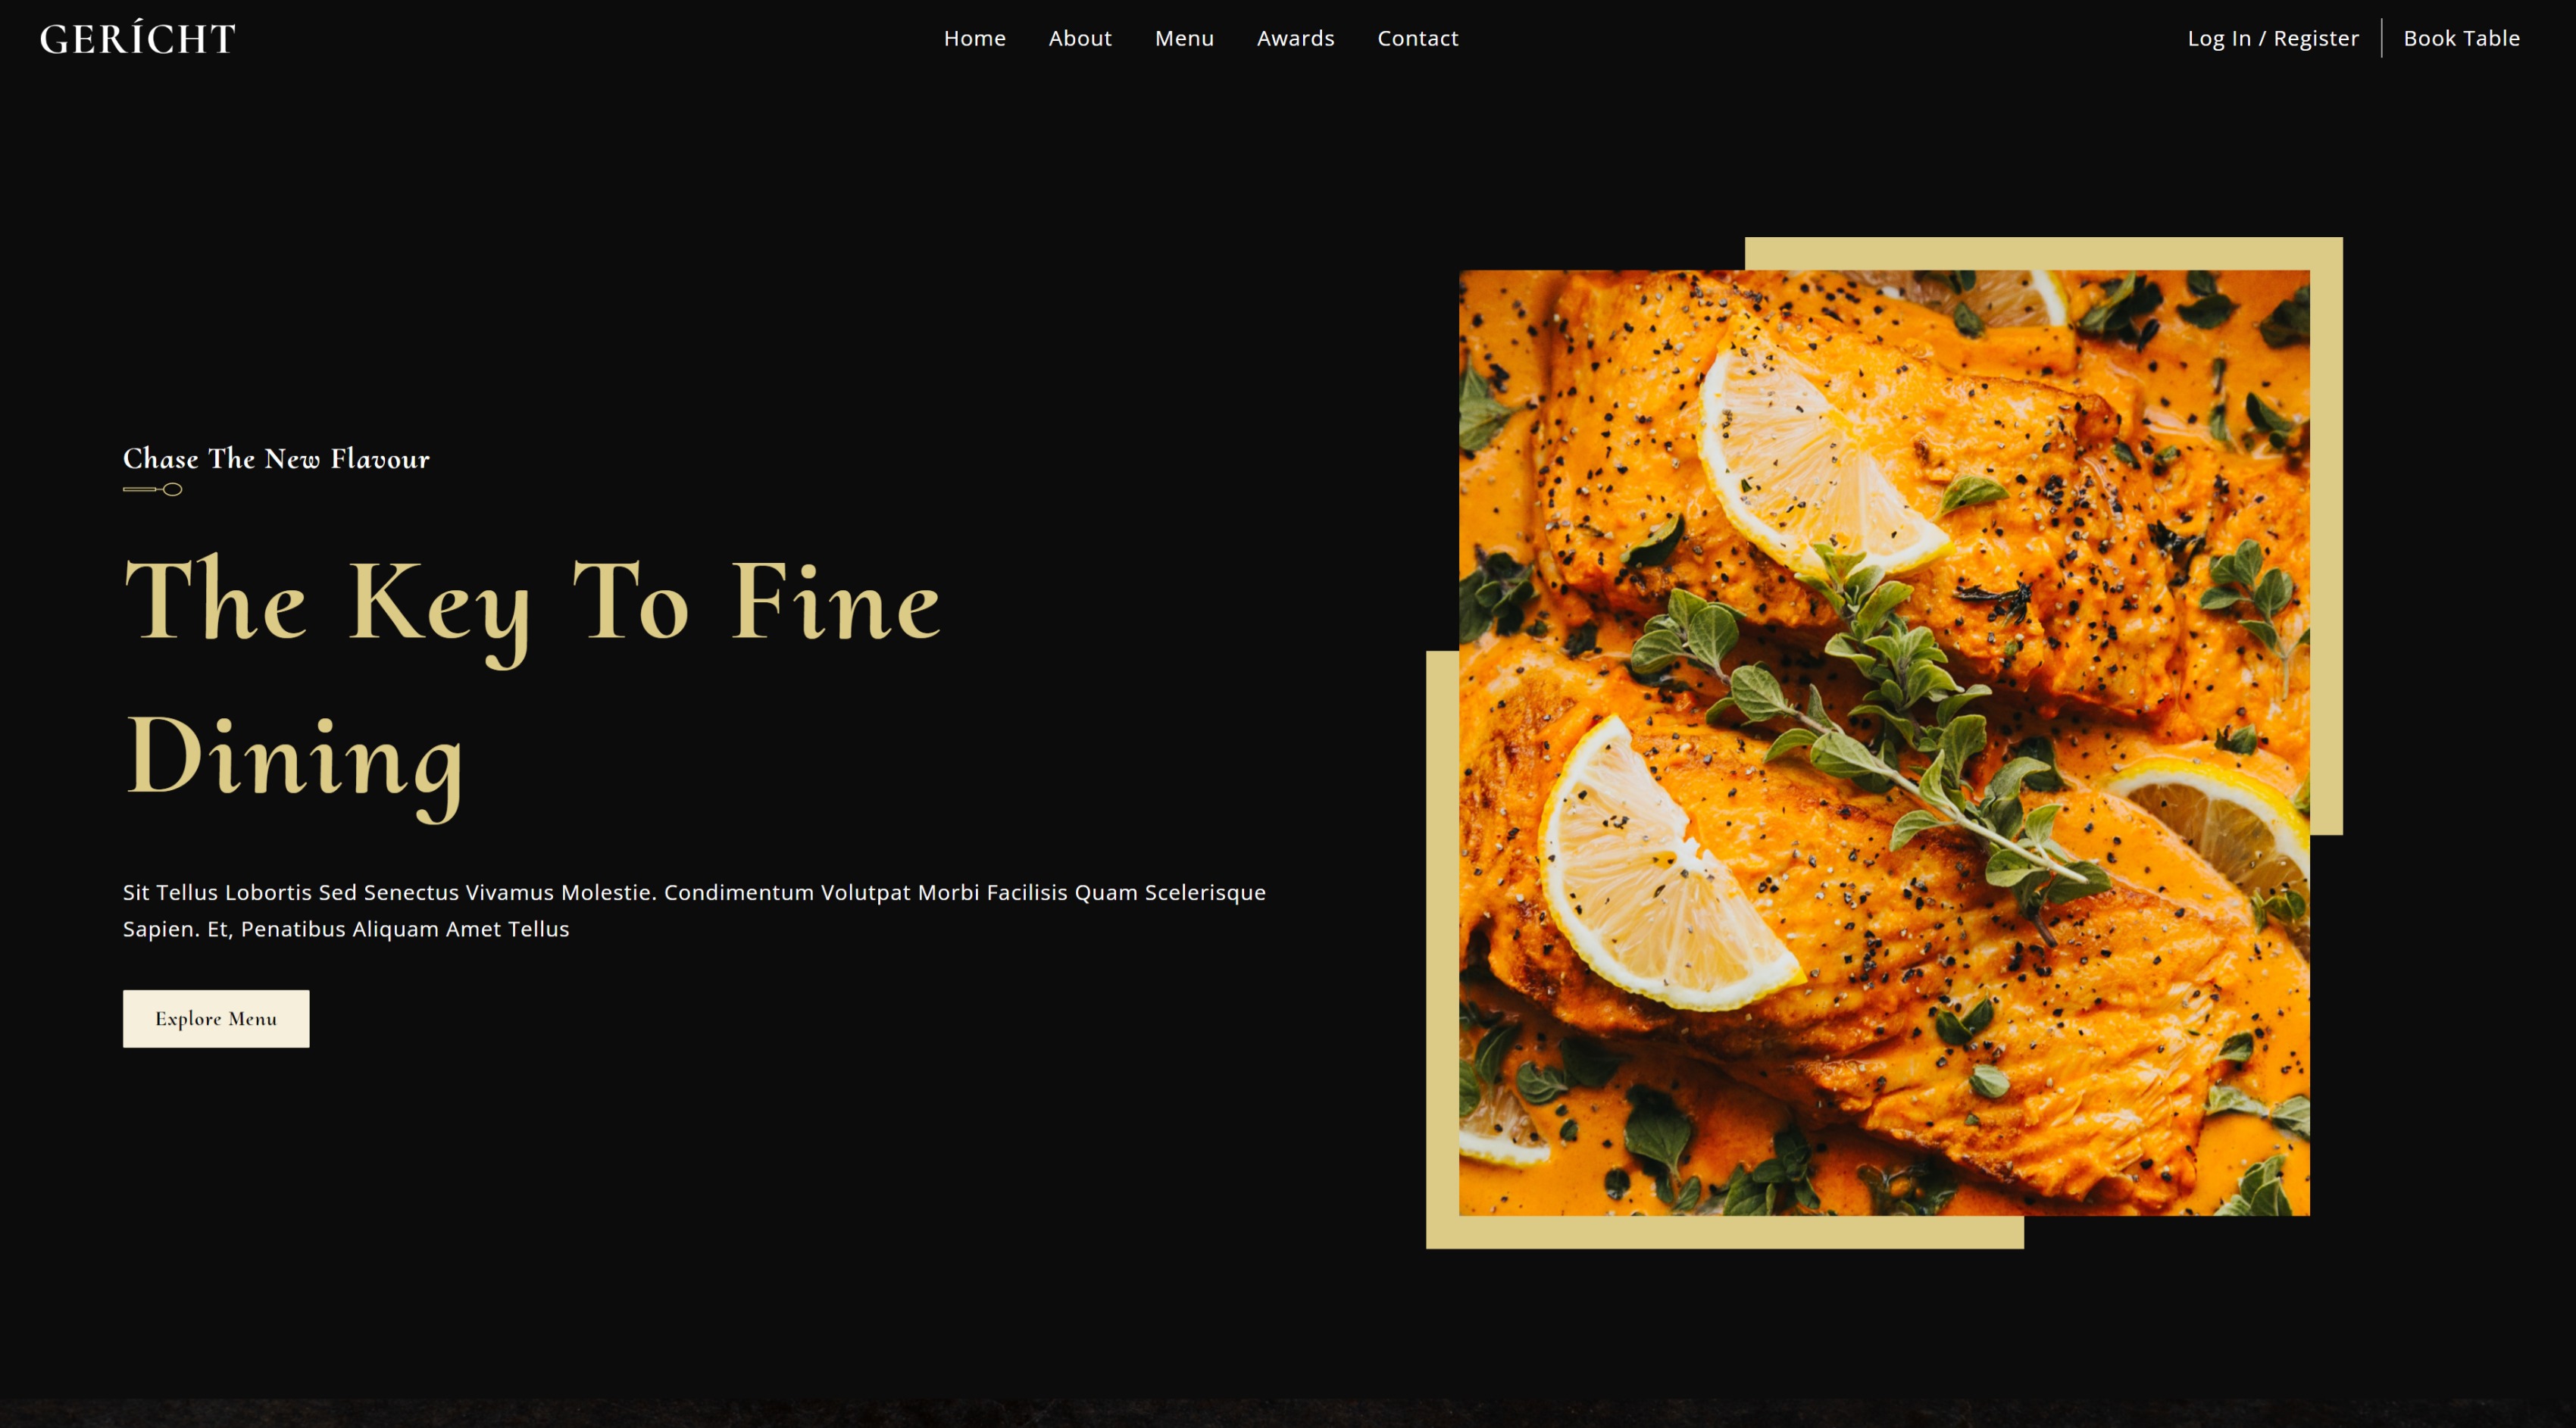 GERÍCHT
Home About Menu Awards Contact
Log In / Register Book Table
Chase The New Flavour
The Key To Fine
Dining
Sit Tellus Lobortis Sed Senectus Vivamus Molestie. Condimentum Volutpat Morbi Facilisis Quam Scelerisque
Sapien. Et, Penatibus Aliquam Amet Tellus
Explore Menu